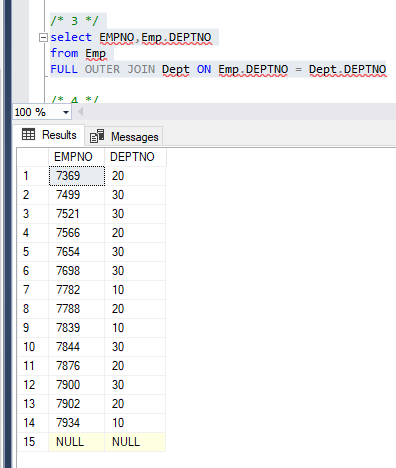 /* 3 */
select EMPNO,Emp.DEPTNO
from Emp
FULL OUTER JOIN Dept ON Emp.DEPTNO = Dept.DEPTNO
/* 4 */
100 %
Results Messages
EMPNO DEPTNO
1 7369 20
2 7499 30
3 7521 30
4 7566 20
5 7654 30
6 7698 30
7 7782 10
8 7788 20
9 7839 10
10 7844 30
11 7876 20
12 7900 30
13 7902 20
14 7934 10
15 NULL NULL